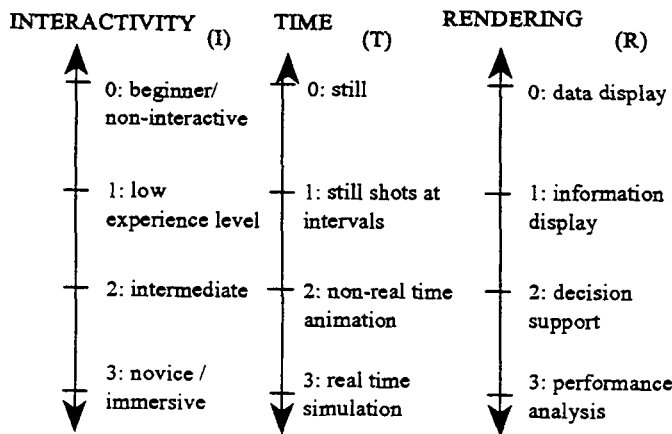 INTERACTIVITY (I)
0: beginner/
non-interactive
1: low
experience level
2: intermediate
3: novice /
immersive
TIME (T)
0: still
1: still shots at
intervals
2: non-real time
animation
3: real time
simulation
RENDERING (R)
0: data display
1: information
display
2: decision
support
3: performance
analysis